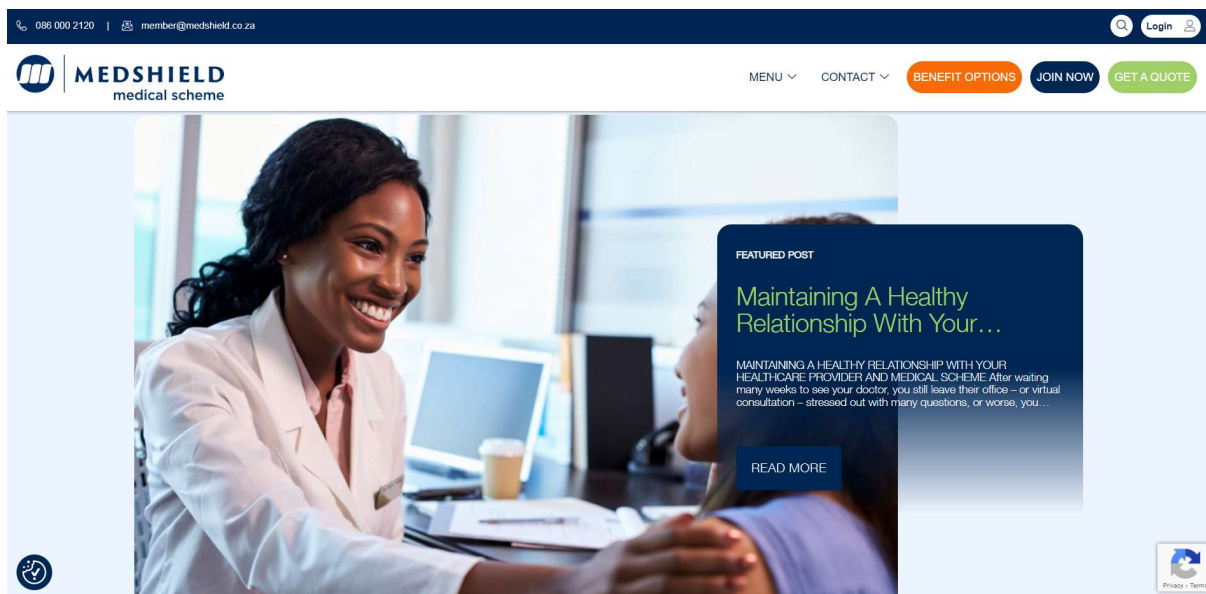 086 000 2120 | member@medshield.co.za
Login
MEDSHIELD
medical scheme
MENU CONTACT BENEFIT OPTIONS JOIN NOW GET A QUOTE
FEATURED POST
Maintaining A Healthy
Relationship With Your…
MAINTAINING A HEALTHY RELATIONSHIP WITH YOUR
HEALTHCARE PROVIDER AND MEDICAL SCHEME After waiting
many weeks to see your doctor, you still leave their office – or virtual
consultation – stressed out with many questions, or worse, you…
READ MORE
Privacy - Terms